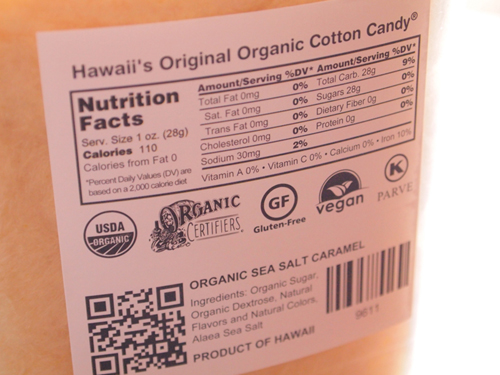 Hawaii's Original Organic Cotton Candy®
Nutrition
Facts
Serv. Size 1 oz. (28g)
Calories 110
Calories from Fat 0
*Percent Daily Values (DV) are
based on a 2,000 calorie diet
Amount/Serving %DV* Amount/Serving %DV*
Total Fat 0mg 0% Total Carb. 28g 9%
Sat. Fat 0mg 0% Sugars 28g 0%
Trans Fat 0mg 0% Dietary Fiber 0g 0%
Cholesterol 0mg 0% Protein 0g 0%
Sodium 30mg 2%
Vitamin A 0% • Vitamin C 0% • Calcium 0% • Iron 10%
USDA
ORGANIC
ORGANIC
CERTIFIERS
GF
Gluten-Free
vegan
K
PARVE
ORGANIC SEA SALT CARAMEL
Ingredients: Organic Sugar,
Organic Dextrose, Natural
Flavors and Natural Colors,
Alaea Sea Salt
PRODUCT OF HAWAII
9611